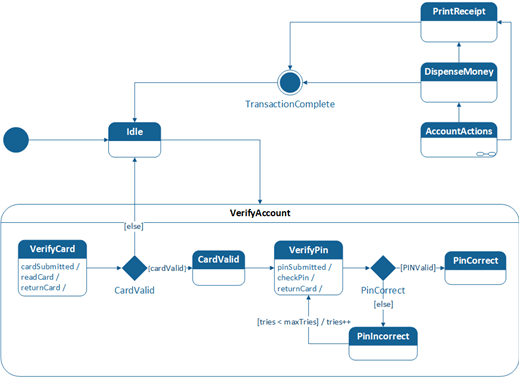 PrintReceipt
DispenseMoney
TransactionComplete
AccountActions
Idle
VerifyAccount
[else]
VerifyCard
cardSubmitted /
readCard /
returnCard /
CardValid
[cardValid]
CardValid
VerifyPin
pinSubmitted /
checkPin /
returnCard /
PinCorrect
[PINValid]
PinCorrect
[else]
[tries < maxTries] / tries++
PinIncorrect